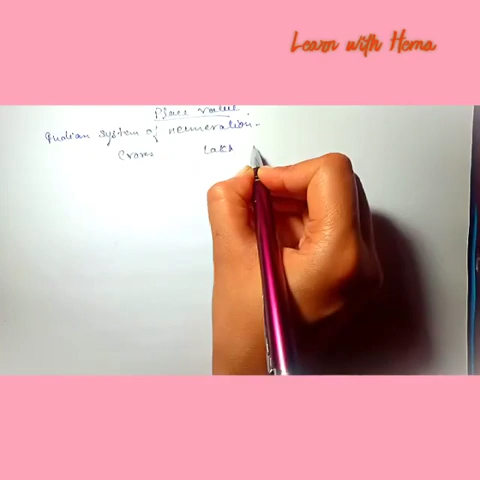 Learn with Hema
Place value.
Indian system of numeration-
Crores Lakh